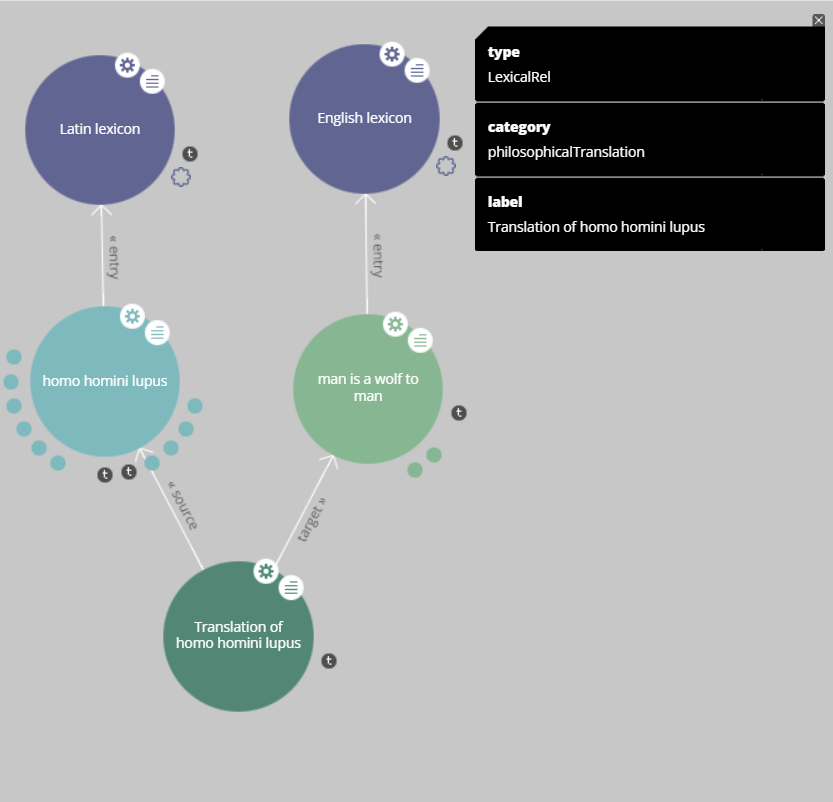 Latin lexicon
English lexicon
t
t
« entry
« entry
homo homini lupus
man is a wolf to
man
t
t
t
« source
target »
Translation of
homo homini lupus
t
type
LexicalRel
category
philosophicalTranslation
label
Translation of homo homini lupus